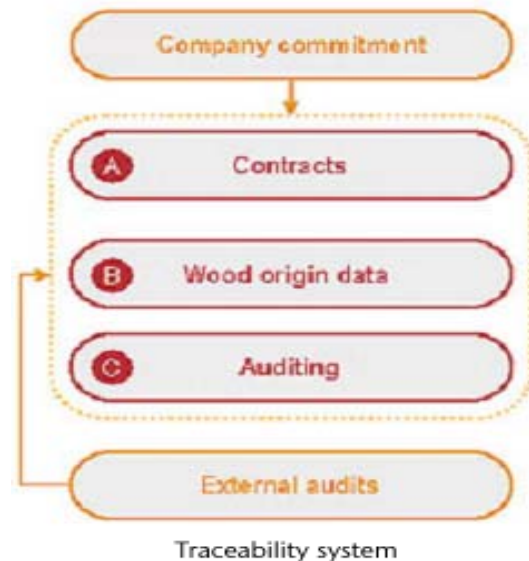 Company commitment
A Contracts
B Wood origin data
C Auditing
External audits
Traceability system